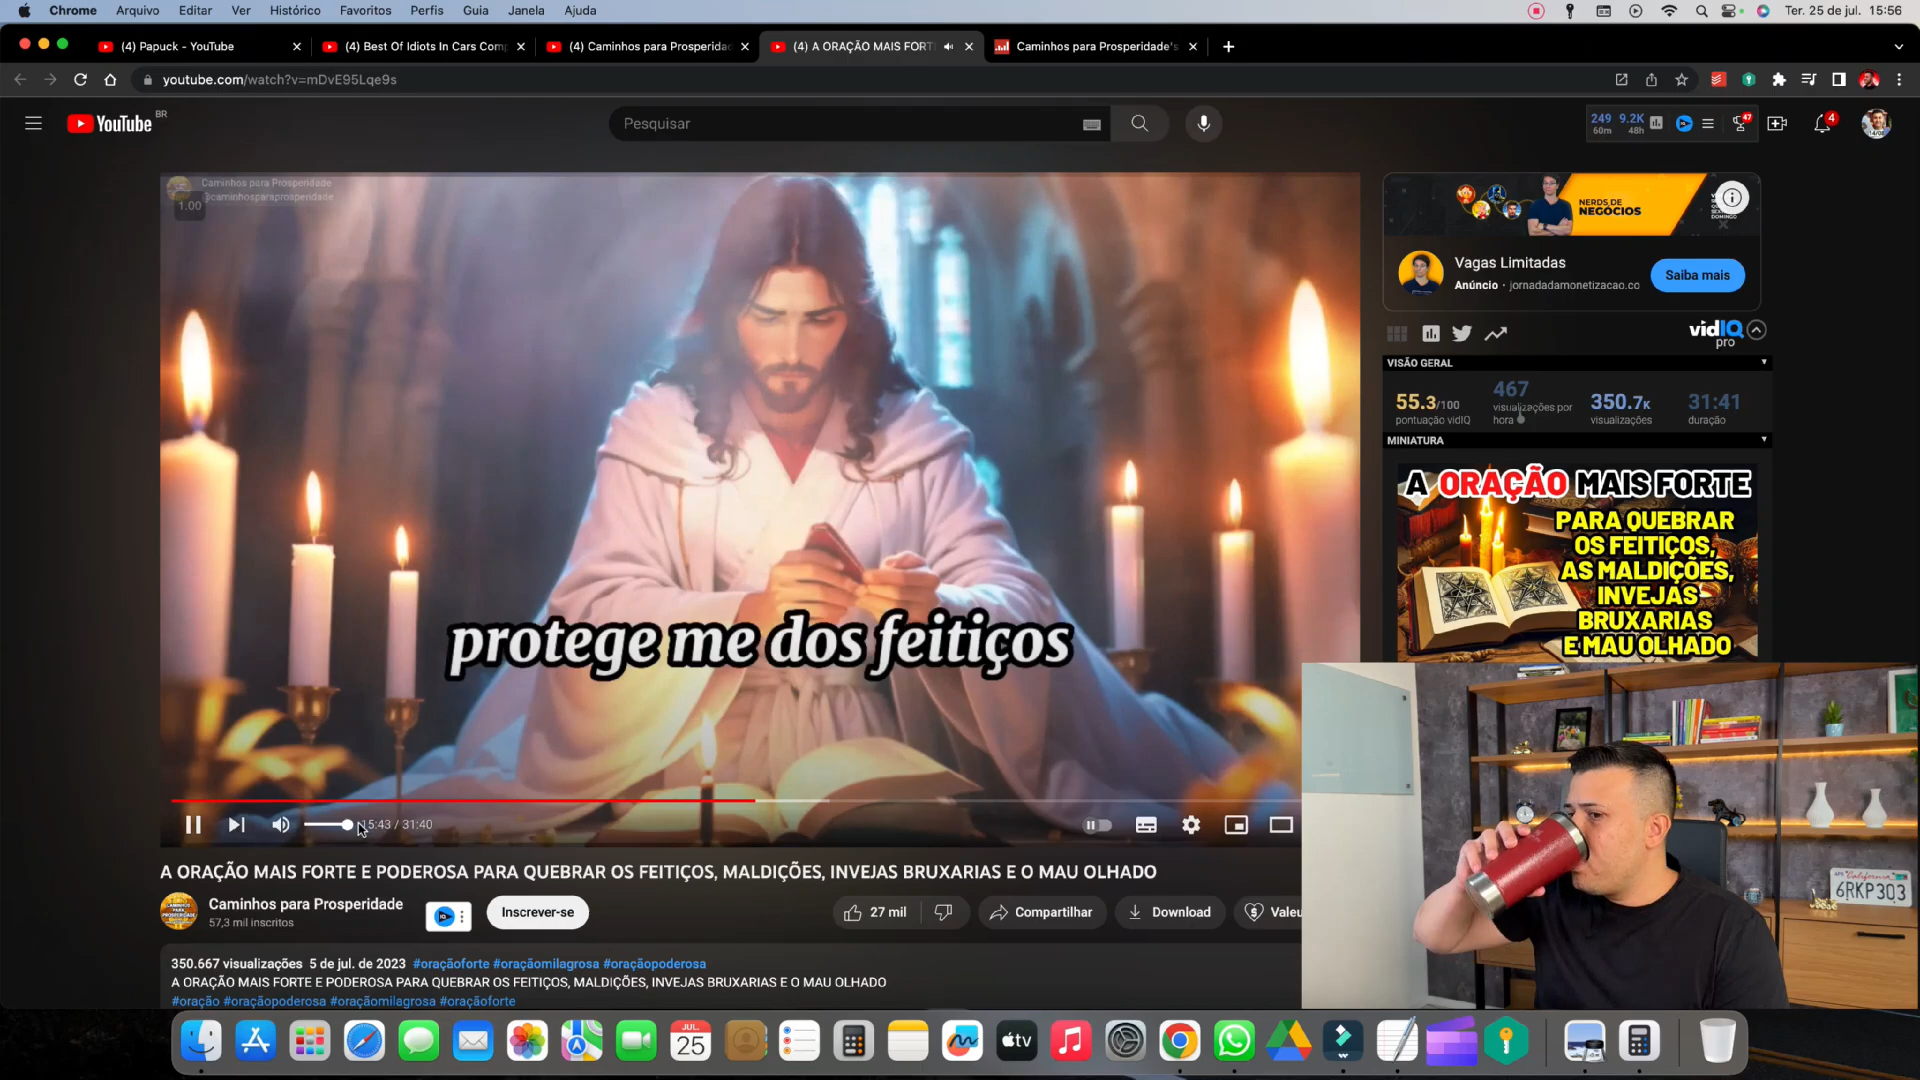 Chrome Arquivo Editar Ver Histórico Favoritos Perfis Guia Janela Ajuda Ter. 25 de jul. 15:56
(4) Papuck - YouTube (4) Best Of Idiots In Cars Comp (4) Caminhos para Prosperidad (4) A ORAÇÃO MAIS FORT Caminhos para Prosperidade's
youtube.com/watch?v=mDvE95Lqe9s
YouTube BR
Pesquisar
249 9.2K
60m 48h
47
4
Caminhos para Prosperidade
@caminhosparaprosperidade
1.00
protege me dos feitiços
15:43 / 31:40
NERDS DE
NEGÓCIOS
Vagas Limitadas
Anúncio · jornadadamonetizacao.co
Saiba mais
vidIQ
pro
VISÃO GERAL
55.3/100
pontuação vidIQ
467
visualizações por
hora
350.7K
visualizações
31:41
duração
MINIATURA
A ORAÇÃO MAIS FORTE
PARA QUEBRAR
OS FEITIÇOS,
AS MALDIÇÕES,
INVEJAS
BRUXARIAS
E MAU OLHADO
A ORAÇÃO MAIS FORTE E PODEROSA PARA QUEBRAR OS FEITIÇOS, MALDIÇÕES, INVEJAS BRUXARIAS E O MAU OLHADO
Caminhos para Prosperidade
57,3 mil inscritos
Inscrever-se
27 mil
Compartilhar
Download
Valeu
350.667 visualizações 5 de jul. de 2023 #oraçãoforte #oraçãomilagrosa #oraçãopoderosa
A ORAÇÃO MAIS FORTE E PODEROSA PARA QUEBRAR OS FEITIÇOS, MALDIÇÕES, INVEJAS BRUXARIAS E O MAU OLHADO
#oração #oraçãopoderosa #oraçãomilagrosa #oraçãoforte
California
6RKP303
JUL.
25
tv